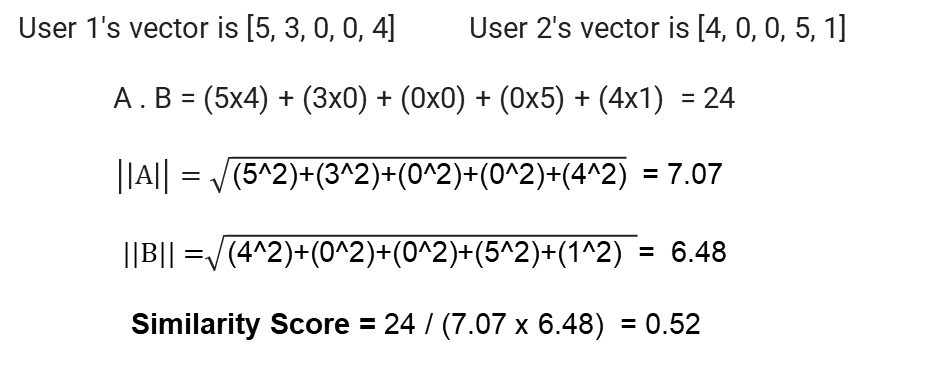 User 1's vector is [5, 3, 0, 0, 4] User 2's vector is [4, 0, 0, 5, 1]
A . B = (5x4) + (3x0) + (0x0) + (0x5) + (4x1) = 24
||A|| = √(5^2)+(3^2)+(0^2)+(0^2)+(4^2) = 7.07
||B|| =√(4^2)+(0^2)+(0^2)+(5^2)+(1^2) = 6.48
Similarity Score = 24 / (7.07 x 6.48) = 0.52